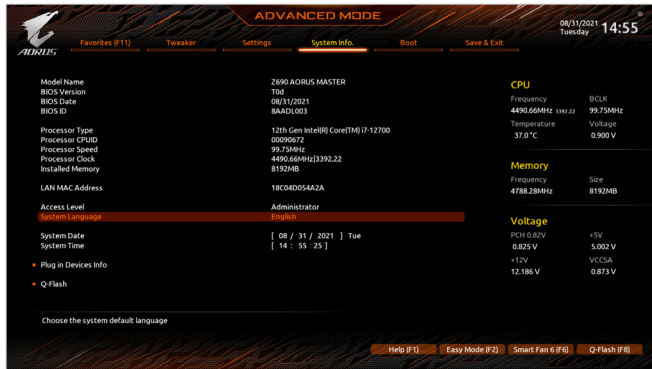 ADVANCED MODE
08/31/2021 Tuesday 14:55
AORUS
Favorites (F11) Tweaker Settings System Info. Boot Save & Exit
Model Name Z690 AORUS MASTER
BIOS Version T0d
BIOS Date 08/31/2021
BIOS ID 8AADL003
Processor Type 12th Gen Intel(R) Core(TM) i7-12700
Processor CPUID 00090672
Processor Speed 99.75MHz
Processor Clock 4490.66MHz|3392.22
Installed Memory 8192MB
LAN MAC Address 18C04D054A2A
Access Level Administrator
System Language English
System Date [ 08 / 31 / 2021 ] Tue
System Time [ 14 : 55 : 25 ]
Plug in Devices Info
Q-Flash
CPU
Frequency BCLK
4490.66MHz 3392.22 99.75MHz
Temperature Voltage
37.0 °C 0.900 V
Memory
Frequency Size
4788.28MHz 8192MB
Voltage
PCH 0.82V +5V
0.825 V 5.002 V
+12V VCCSA
12.186 V 0.873 V
Choose the system default language
Help (F1) Easy Mode (F2) Smart Fan 6 (F6) Q-Flash (F8)